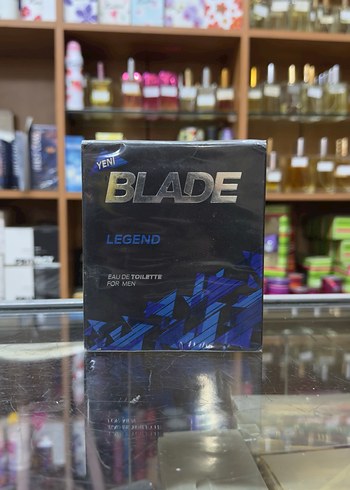 YENİ
BLADE
LEGEND
EAU DE TOILETTE
FOR MEN